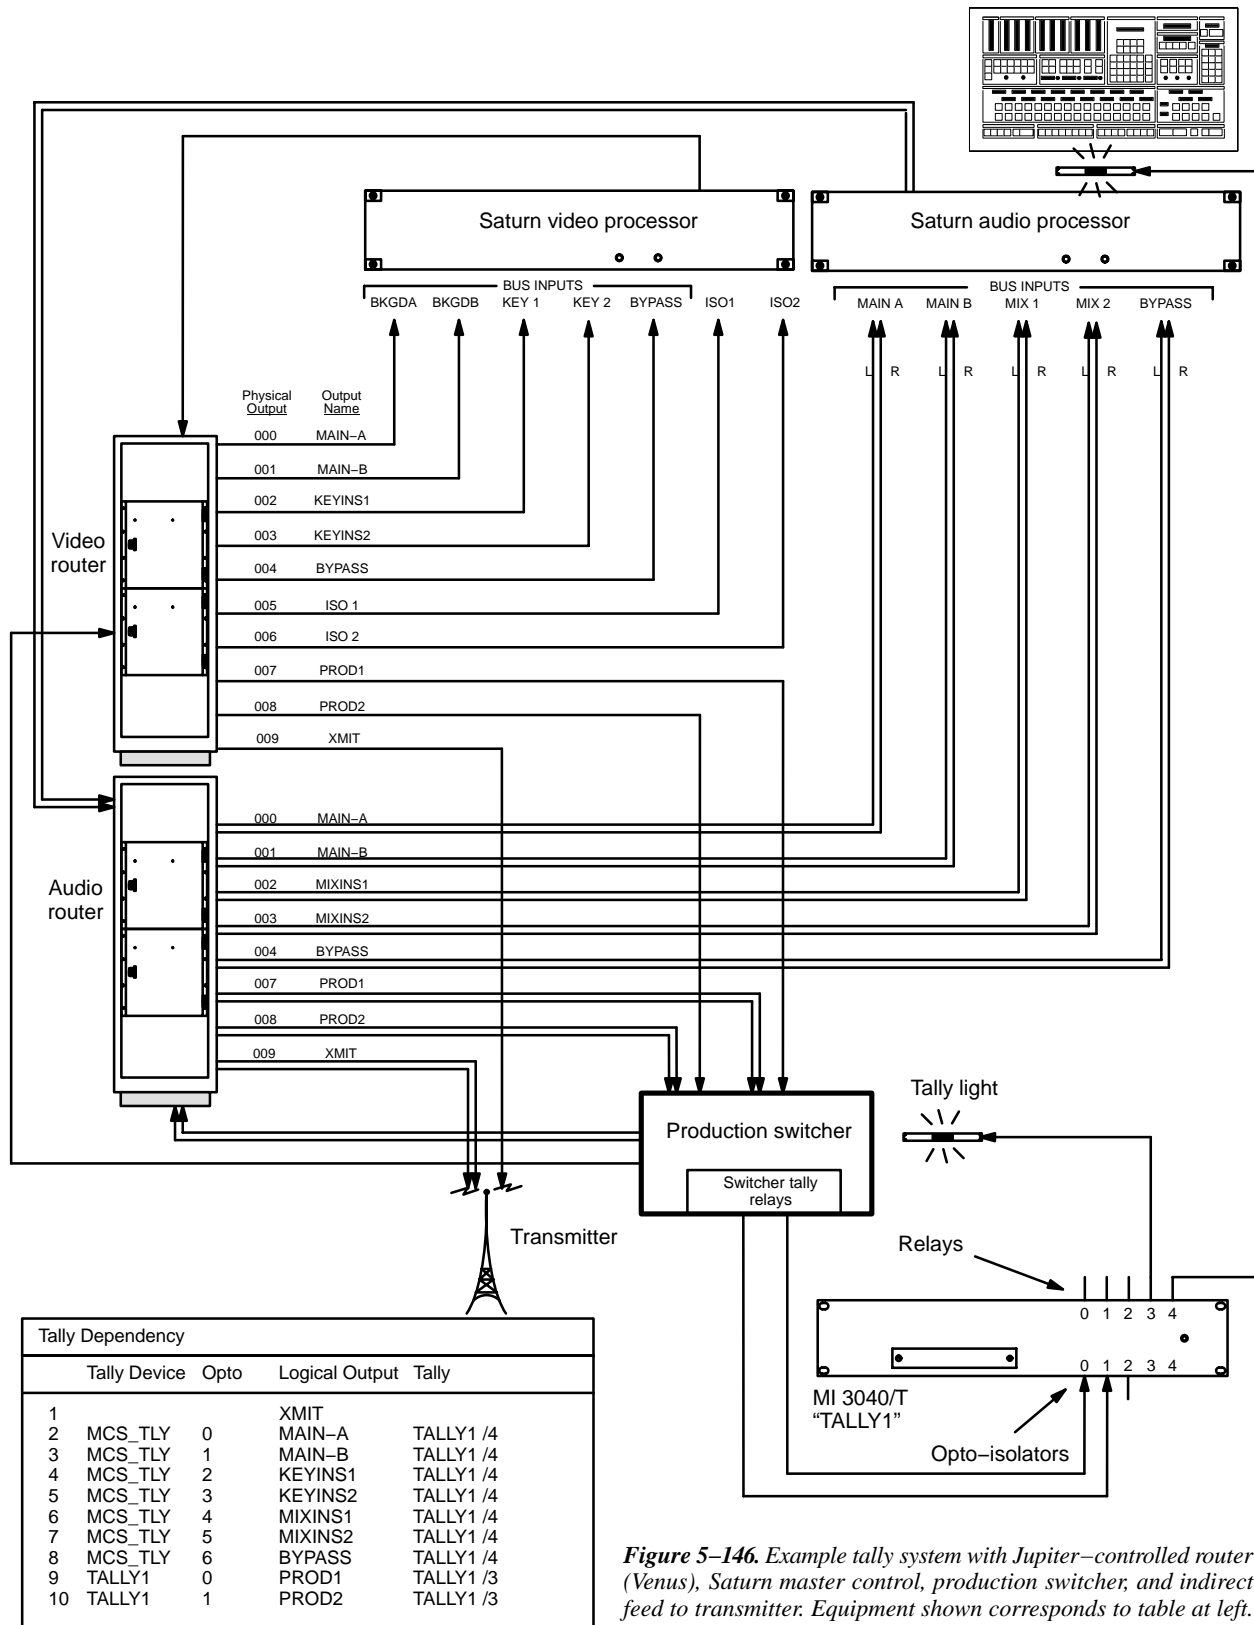 Saturn video processor
Saturn audio processor
BUS INPUTS
BKGDA BKGDB KEY 1 KEY 2 BYPASS ISO1 ISO2
BUS INPUTS
MAIN A MAIN B MIX 1 MIX 2 BYPASS
L R L R L R L R L R
Physical Output
Output Name
000 MAIN–A
001 MAIN–B
002 KEYINS1
003 KEYINS2
004 BYPASS
005 ISO 1
006 ISO 2
007 PROD1
008 PROD2
009 XMIT
Video
router
000 MAIN–A
001 MAIN–B
002 MIXINS1
003 MIXINS2
004 BYPASS
007 PROD1
008 PROD2
009 XMIT
Audio
router
Production switcher
Switcher tally
relays
Tally light
Transmitter
Relays
0 1 2 3 4
0 1 2 3 4
MI 3040/T
“TALLY1”
Opto–isolators
Tally Dependency
Tally Device Opto Logical Output Tally
1 XMIT
2 MCS_TLY 0 MAIN–A TALLY1 /4
3 MCS_TLY 1 MAIN–B TALLY1 /4
4 MCS_TLY 2 KEYINS1 TALLY1 /4
5 MCS_TLY 3 KEYINS2 TALLY1 /4
6 MCS_TLY 4 MIXINS1 TALLY1 /4
7 MCS_TLY 5 MIXINS2 TALLY1 /4
8 MCS_TLY 6 BYPASS TALLY1 /4
9 TALLY1 0 PROD1 TALLY1 /3
10 TALLY1 1 PROD2 TALLY1 /3
Figure 5–146. Example tally system with Jupiter–controlled router
(Venus), Saturn master control, production switcher, and indirect
feed to transmitter. Equipment shown corresponds to table at left.